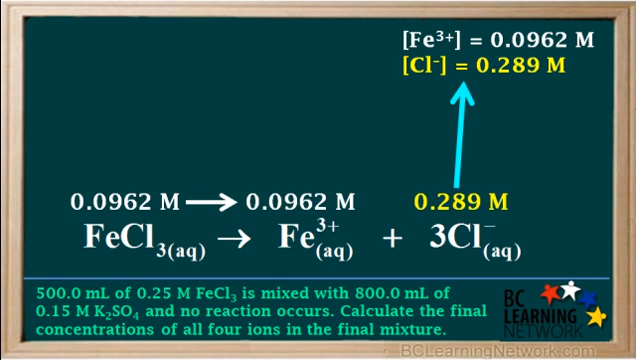 [Fe³⁺] = 0.0962 M
[Cl⁻] = 0.289 M
0.0962 M → 0.0962 M 0.289 M
FeCl₃(aq) → Fe³⁺(aq) + 3Cl⁻(aq)
500.0 mL of 0.25 M FeCl₃ is mixed with 800.0 mL of
0.15 M K₂SO₄ and no reaction occurs. Calculate the final
concentrations of all four ions in the final mixture.
BC
LEARNING
NETWORK
BCLearningNetwork.com